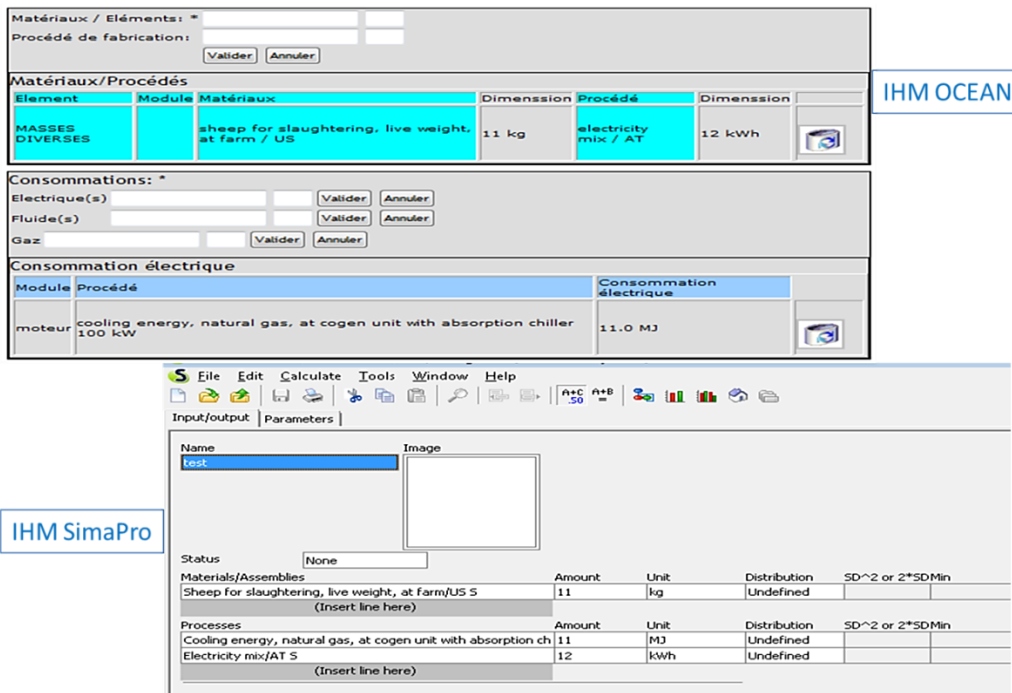 Matériaux / Eléments: *
Procédé de fabrication:
Valider Annuler
Matériaux/Procédés
Element Module Matériaux Dimenssion Procédé Dimenssion
MASSES DIVERSES sheep for slaughtering, live weight, at farm / US 11 kg electricity mix / AT 12 kWh
IHM OCEAN
Consommations: *
Electrique(s) Valider Annuler
Fluide(s) Valider Annuler
Gaz Valider Annuler
Consommation électrique
Module Procédé Consommation électrique
moteur cooling energy, natural gas, at cogen unit with absorption chiller 100 kW 11.0 MJ
S File Edit Calculate Tools Window Help
A+C .50 A+B =
Input/output Parameters
Name Image
test
IHM SimaPro
Status None
Materials/Assemblies Amount Unit Distribution SD^2 or 2*SD Min
Sheep for slaughtering, live weight, at farm/US S 11 kg Undefined
(Insert line here)
Processes Amount Unit Distribution SD^2 or 2*SD Min
Cooling energy, natural gas, at cogen unit with absorption ch 11 MJ Undefined
Electricity mix/AT S 12 kWh Undefined
(Insert line here)